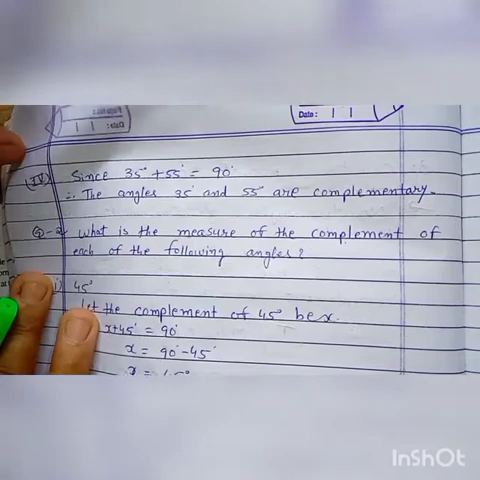 Date:
(IV) Since 35° + 55° = 90°
∴ The angles 35° and 55° are complementary.
Q-2 What is the measure of the complement of
each of the following angles?
i) 45°
Let the complement of 45° be x.
x+45° = 90°
x = 90° - 45°
x = 45°
InShOt